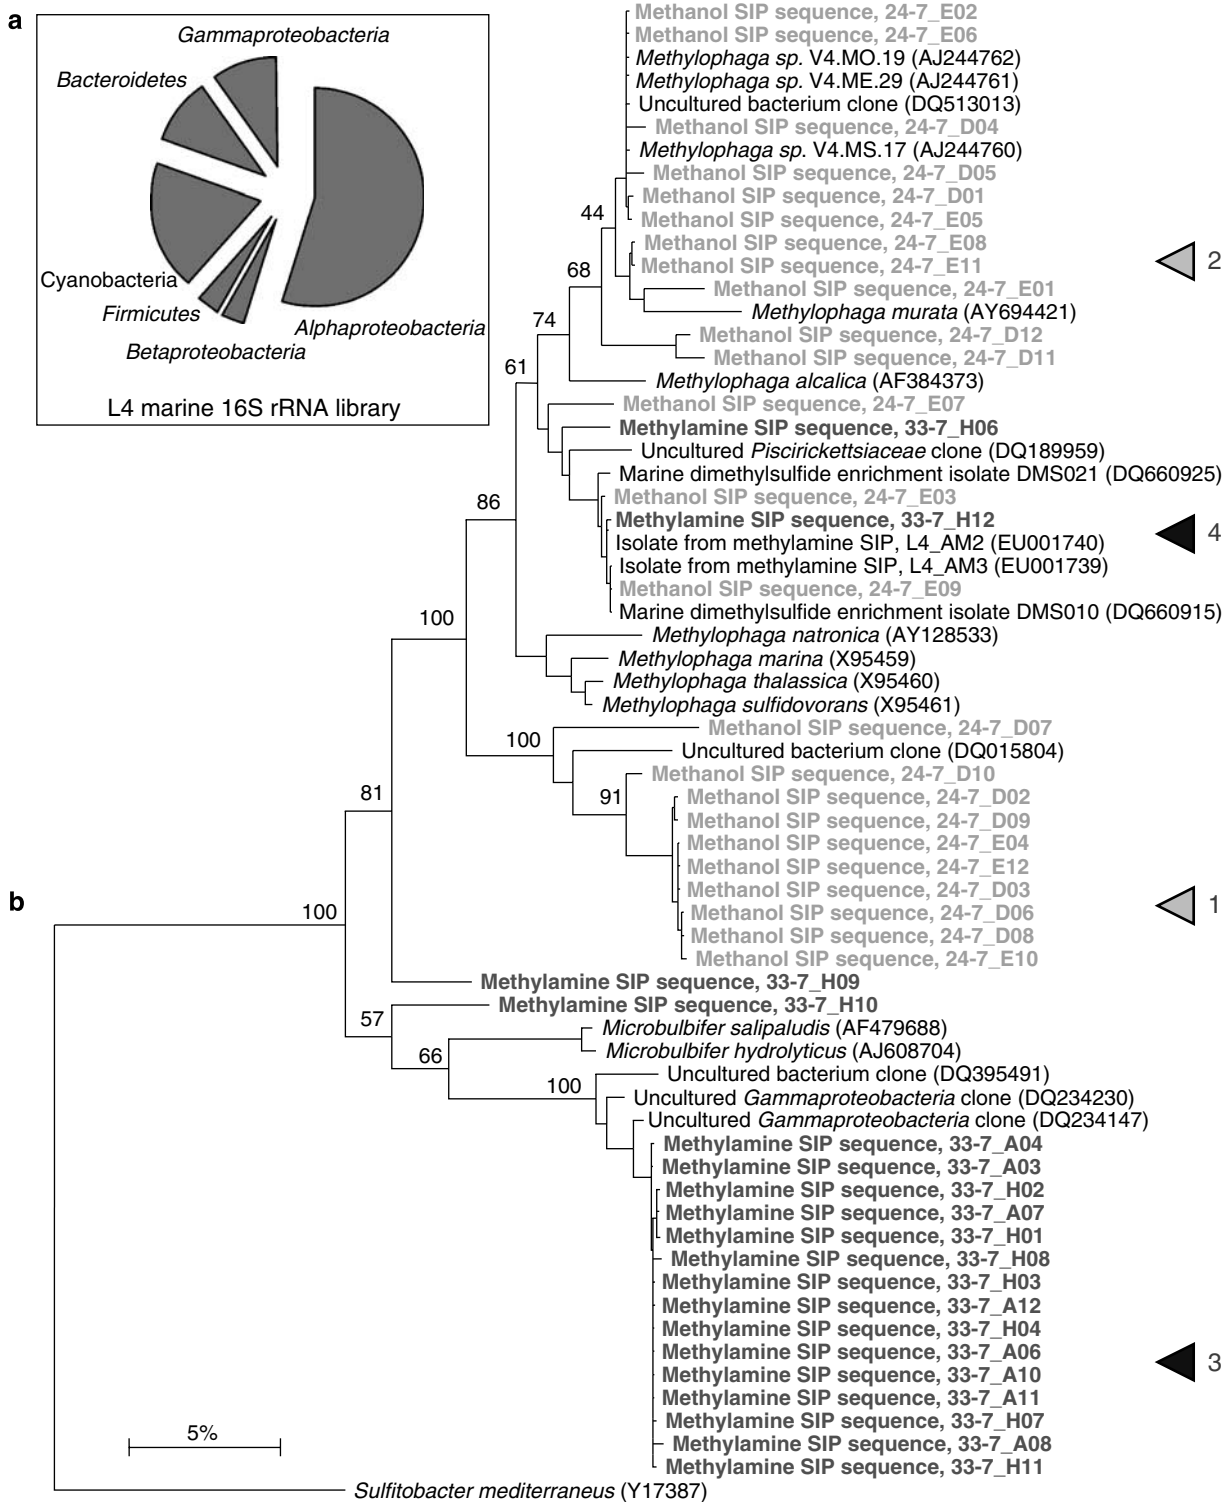 a
Gammaproteobacteria
Bacteroidetes
Cyanobacteria
Firmicutes
Betaproteobacteria
Alphaproteobacteria
L4 marine 16S rRNA library
b
Methanol SIP sequence, 24-7_E02
Methanol SIP sequence, 24-7_E06
Methylophaga sp. V4.MO.19 (AJ244762)
Methylophaga sp. V4.ME.29 (AJ244761)
Uncultured bacterium clone (DQ513013)
Methanol SIP sequence, 24-7_D04
Methylophaga sp. V4.MS.17 (AJ244760)
Methanol SIP sequence, 24-7_D05
Methanol SIP sequence, 24-7_D01
44
Methanol SIP sequence, 24-7_E05
Methanol SIP sequence, 24-7_E08
2
Methanol SIP sequence, 24-7_E11
68
Methanol SIP sequence, 24-7_E01
Methylophaga murata (AY694421)
74
Methanol SIP sequence, 24-7_D12
Methanol SIP sequence, 24-7_D11
61
Methylophaga alcalica (AF384373)
Methanol SIP sequence, 24-7_E07
Methylamine SIP sequence, 33-7_H06
Uncultured Piscirickettsiaceae clone (DQ189959)
Marine dimethylsulfide enrichment isolate DMS021 (DQ660925)
Methanol SIP sequence, 24-7_E03
86
Methylamine SIP sequence, 33-7_H12
4
Isolate from methylamine SIP, L4_AM2 (EU001740)
Isolate from methylamine SIP, L4_AM3 (EU001739)
Methanol SIP sequence, 24-7_E09
Marine dimethylsulfide enrichment isolate DMS010 (DQ660915)
100
Methylophaga natronica (AY128533)
Methylophaga marina (X95459)
Methylophaga thalassica (X95460)
Methylophaga sulfidovorans (X95461)
Methanol SIP sequence, 24-7_D07
100
Uncultured bacterium clone (DQ015804)
Methanol SIP sequence, 24-7_D10
81
91
Methanol SIP sequence, 24-7_D02
Methanol SIP sequence, 24-7_D09
Methanol SIP sequence, 24-7_E04
Methanol SIP sequence, 24-7_E12
Methanol SIP sequence, 24-7_D03
1
Methanol SIP sequence, 24-7_D06
100
Methanol SIP sequence, 24-7_D08
Methanol SIP sequence, 24-7_E10
Methylamine SIP sequence, 33-7_H09
Methylamine SIP sequence, 33-7_H10
57
Microbulbifer salipaludis (AF479688)
Microbulbifer hydrolyticus (AJ608704)
66
Uncultured bacterium clone (DQ395491)
100
Uncultured Gammaproteobacteria clone (DQ234230)
Uncultured Gammaproteobacteria clone (DQ234147)
Methylamine SIP sequence, 33-7_A04
Methylamine SIP sequence, 33-7_A03
Methylamine SIP sequence, 33-7_H02
Methylamine SIP sequence, 33-7_A07
Methylamine SIP sequence, 33-7_H01
Methylamine SIP sequence, 33-7_H08
Methylamine SIP sequence, 33-7_H03
Methylamine SIP sequence, 33-7_A12
Methylamine SIP sequence, 33-7_H04
Methylamine SIP sequence, 33-7_A06
3
Methylamine SIP sequence, 33-7_A10
Methylamine SIP sequence, 33-7_A11
Methylamine SIP sequence, 33-7_H07
5%
Methylamine SIP sequence, 33-7_A08
Methylamine SIP sequence, 33-7_H11
Sulfitobacter mediterraneus (Y17387)